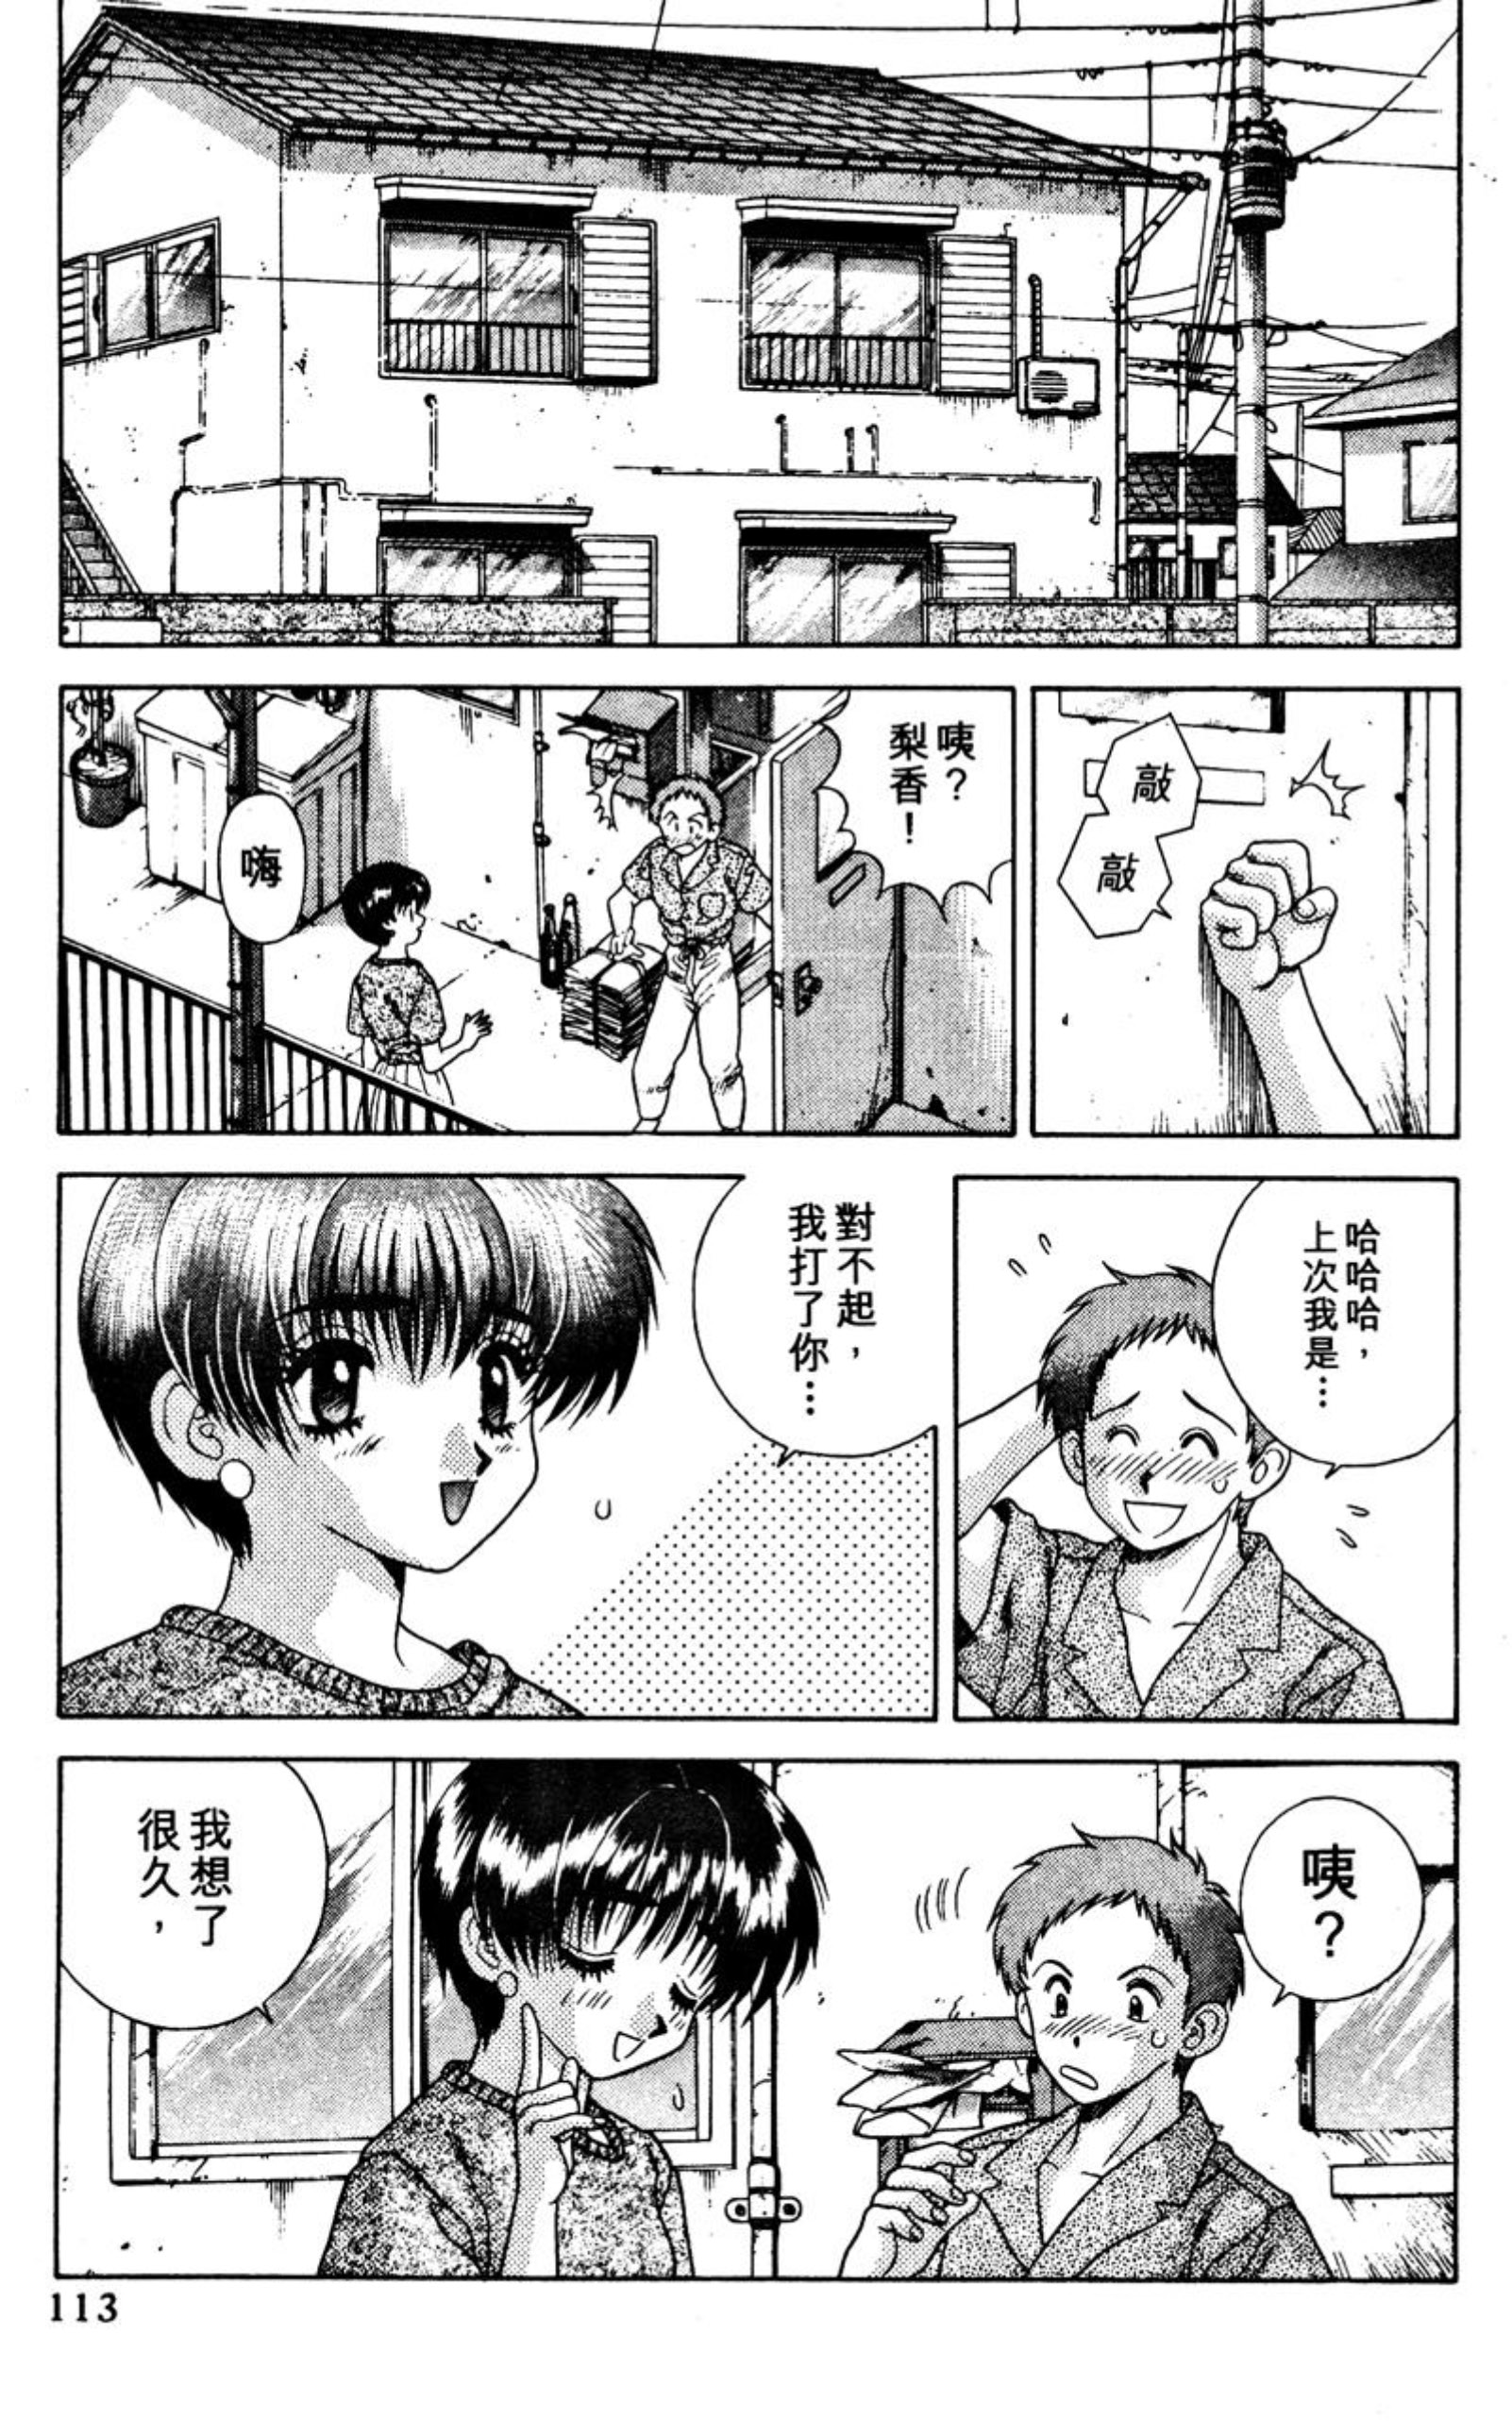 敲
敲
咦？
梨香！
嗨
哈哈哈，
上次我是…
對不起，
我打了你…
咦？
我想了
很久，
113